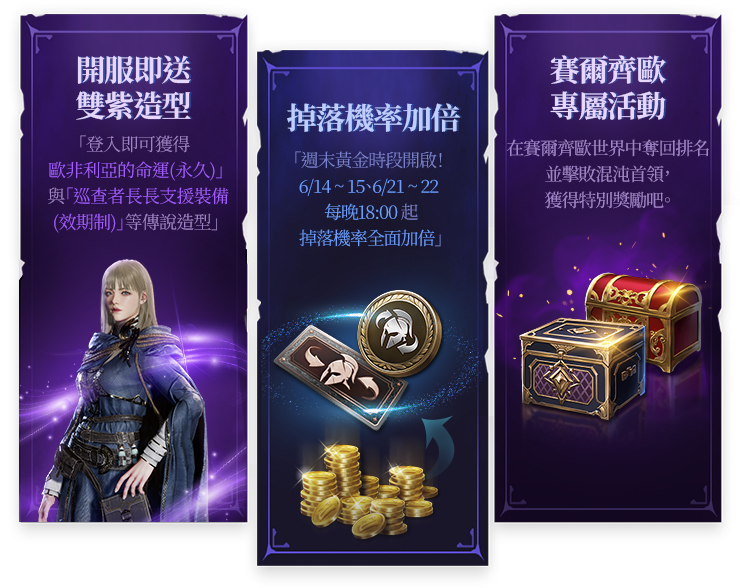 開服即送
雙紫造型
「登入即可獲得
歐非利亞的命運(永久)」
與「巡查者長長支援裝備
(效期制)」等傳說造型」
掉落機率加倍
「週末黃金時段開啟!
6/14 ~ 15、6/21 ~ 22
每晚18:00 起
掉落機率全面加倍」
賽爾齊歐
專屬活動
在賽爾齊歐世界中奪回排名
並擊敗混沌首領,
獲得特別獎勵吧。